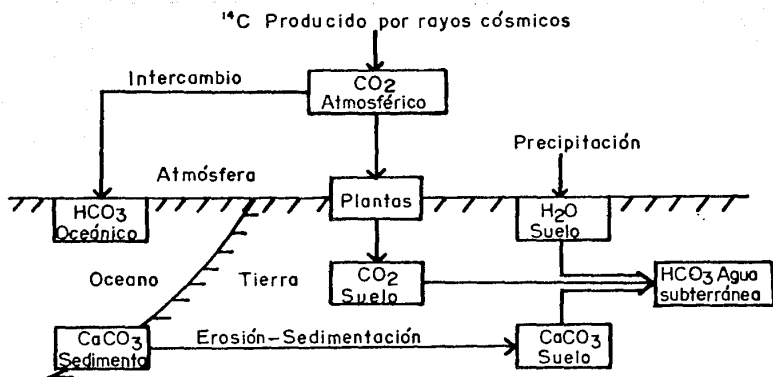 ¹⁴C Producido por rayos cósmicos
Intercambio
CO2
Atmosférico
Precipitación
Atmósfera
HCO3
Oceánico
Plantas
H2O
Suelo
Oceano
Tierra
CO2
Suelo
HCO3 Agua
subterránea
CaCO3
Sedimento
Erosión-Sedimentación
CaCO3
Suelo